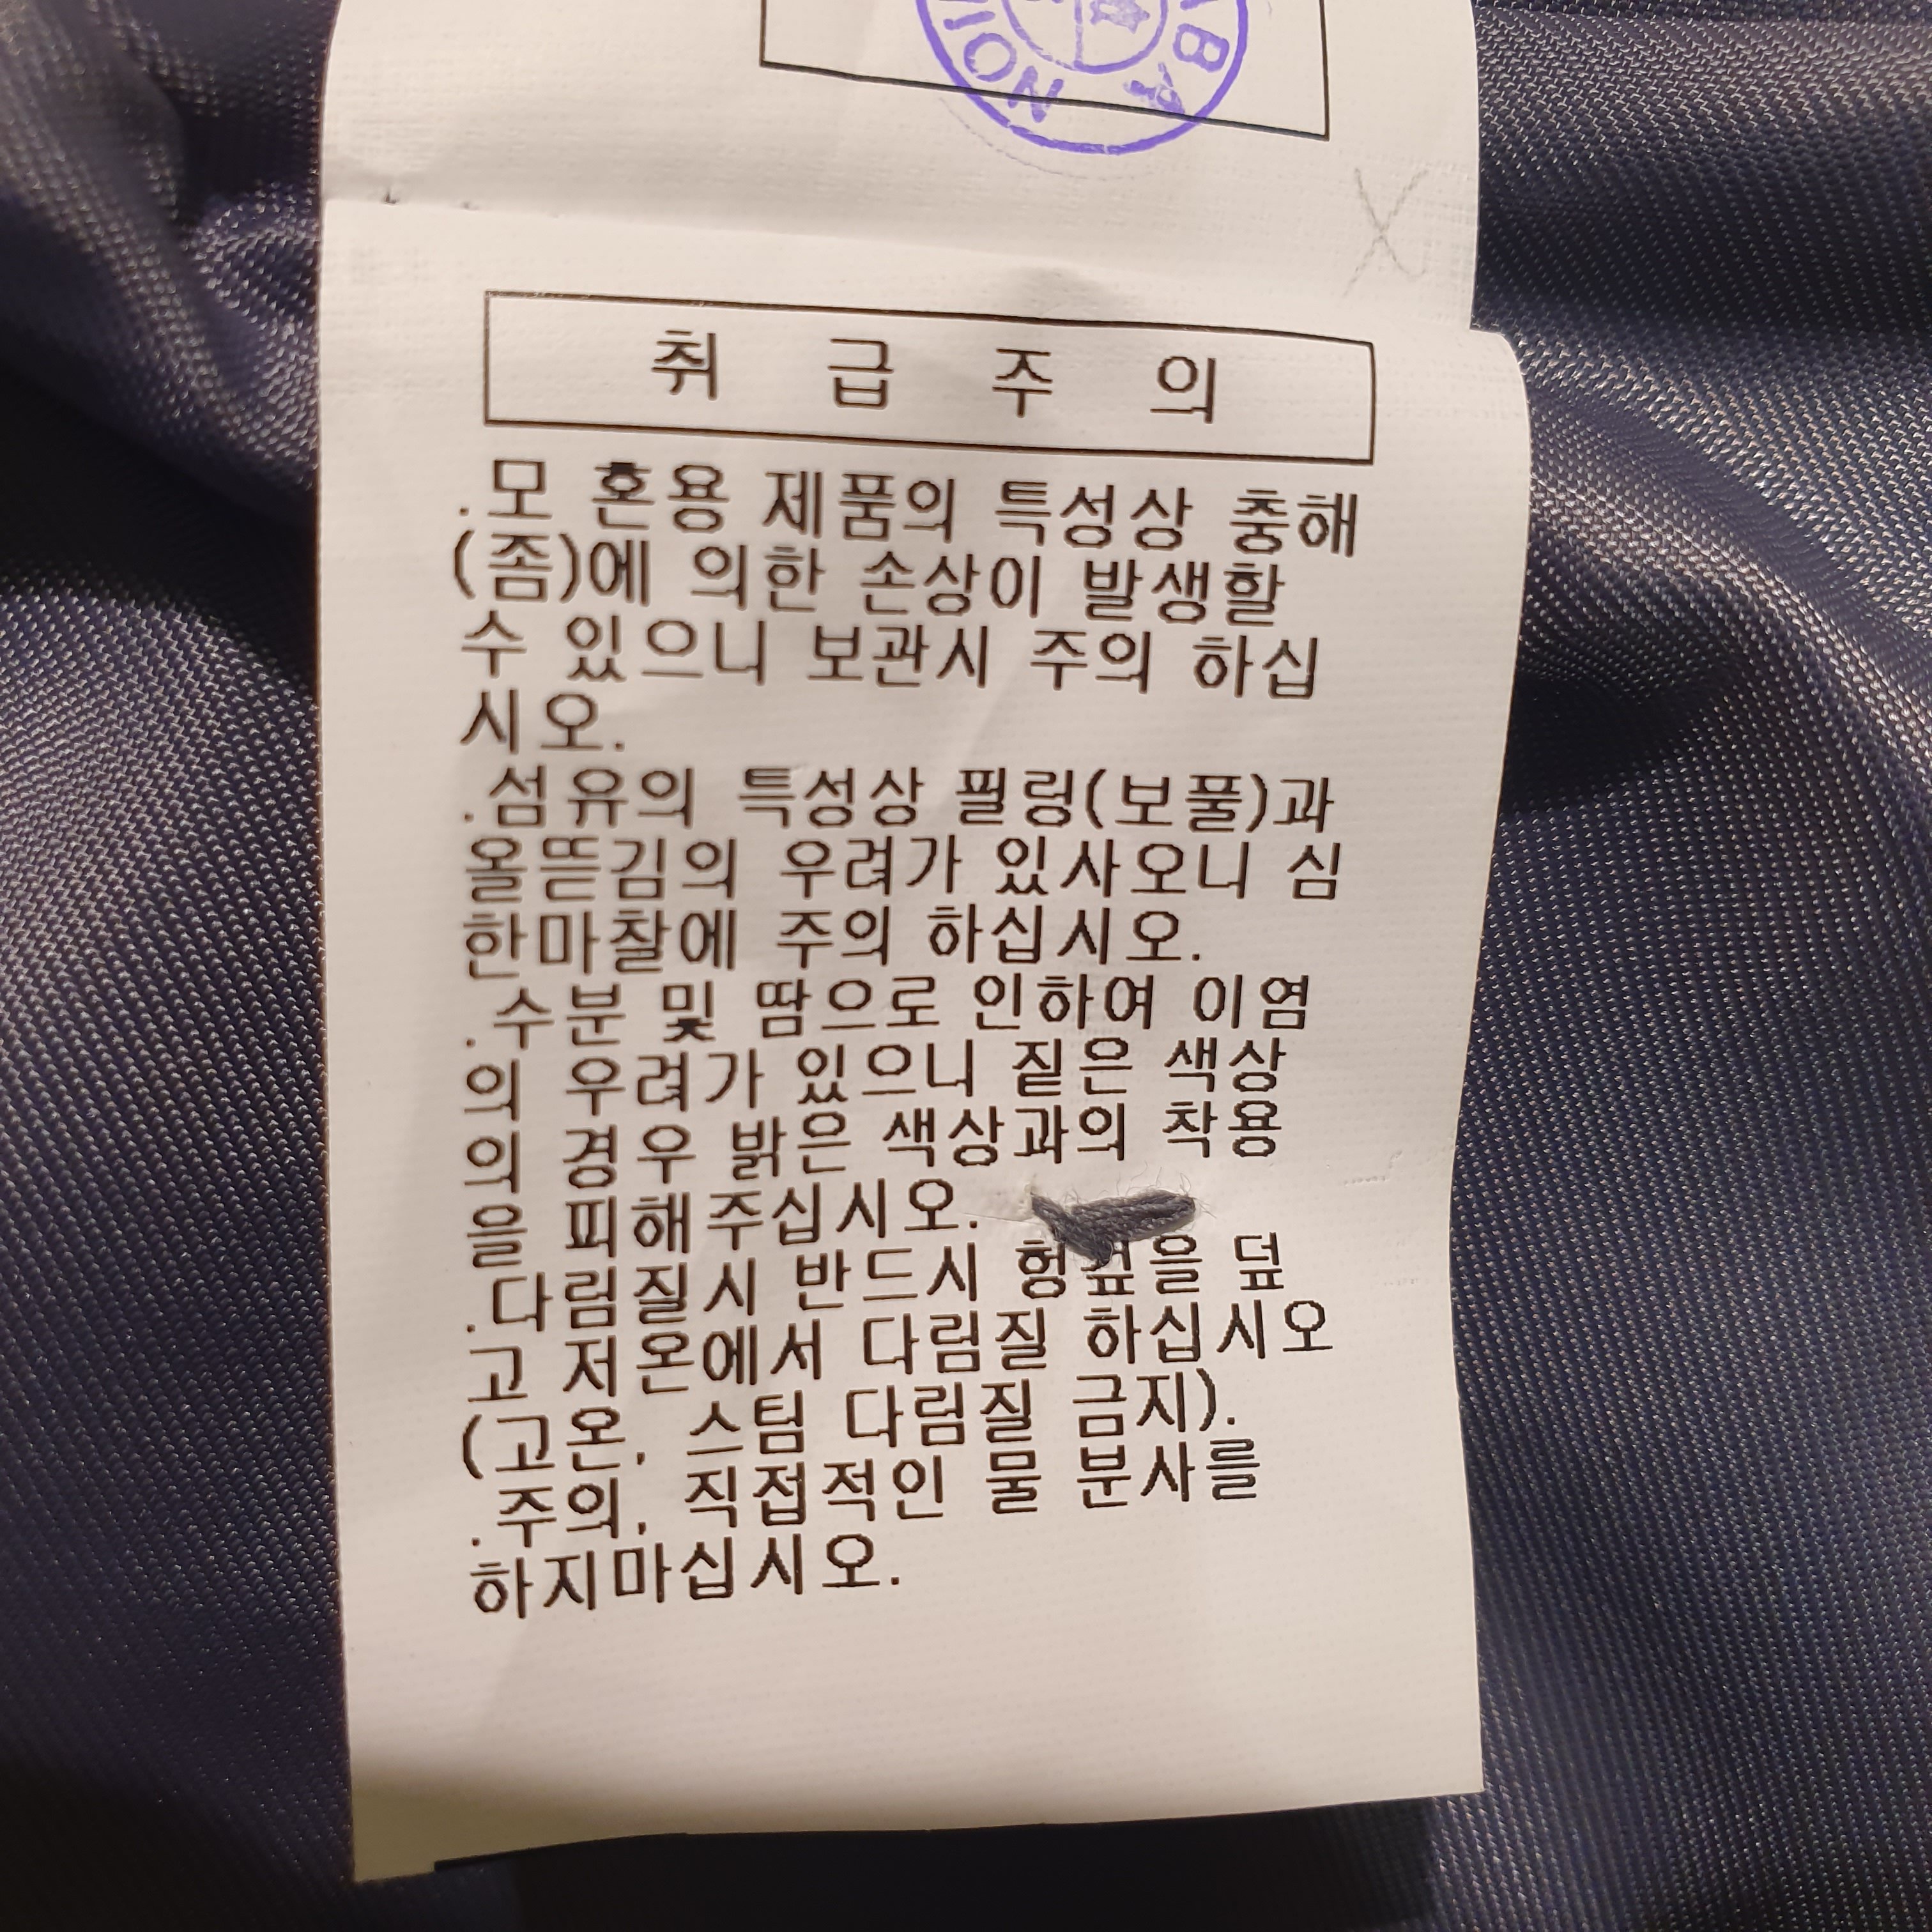 취 급 주 의
.모 혼용 제품의 특성상 충해
(좀)에 의한 손상이 발생할
수 있으니 보관시 주의 하십
시오.
.섬유의 특성상 필링(보풀)과
올뜯김의 우려가 있사오니 심
한마찰에 주의 하십시오.
.수분 및 땀으로 인하여 이염
의 우려가 있으니 짙은 색상
의 경우 밝은 색상과의 착용
을 피해주십시오.
.다림질시 반드시 헝겊을 덮
고 저온에서 다림질 하십시오
(고온, 스팀 다림질 금지).
.주의, 직접적인 물 분사를
하지마십시오.